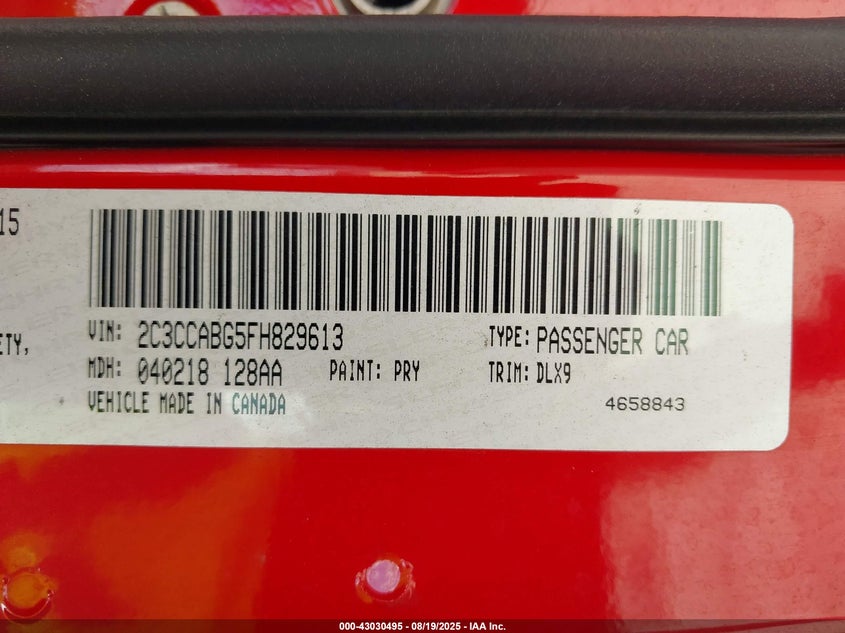 15
VIN: 2C3CCABG5FH829613
TYPE: PASSENGER CAR
ETY,
MDH: 040218 128AA
PAINT: PRY
TRIM: DLX9
VEHICLE MADE IN CANADA
4658843
000-43030495 - 08/19/2025 - IAA Inc.